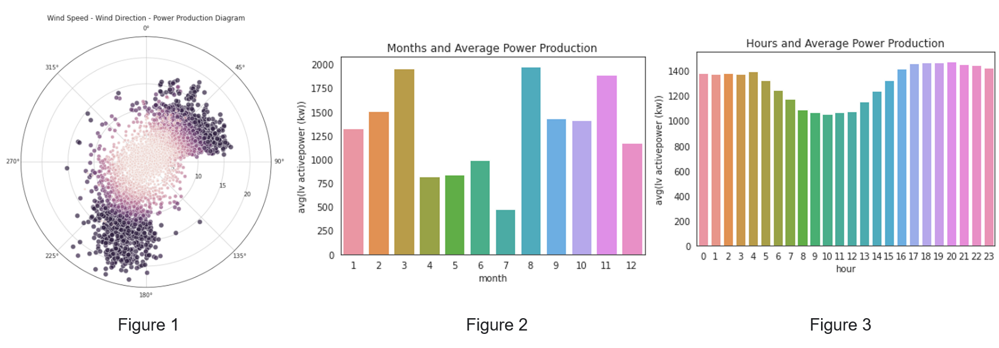 Wind Speed - Wind Direction - Power Production Diagram
0°
315°
45°
270°
90°
10
15
20
225°
135°
180°
Figure 1
Months and Average Power Production
avg(lv activepower (kw))
2000
1750
1500
1250
1000
750
500
250
0
1 2 3 4 5 6 7 8 9 10 11 12
month
Figure 2
Hours and Average Power Production
avg(lv activepower (kw))
1400
1200
1000
800
600
400
200
0
0 1 2 3 4 5 6 7 8 9 10 11 12 13 14 15 16 17 18 19 20 21 22 23
hour
Figure 3